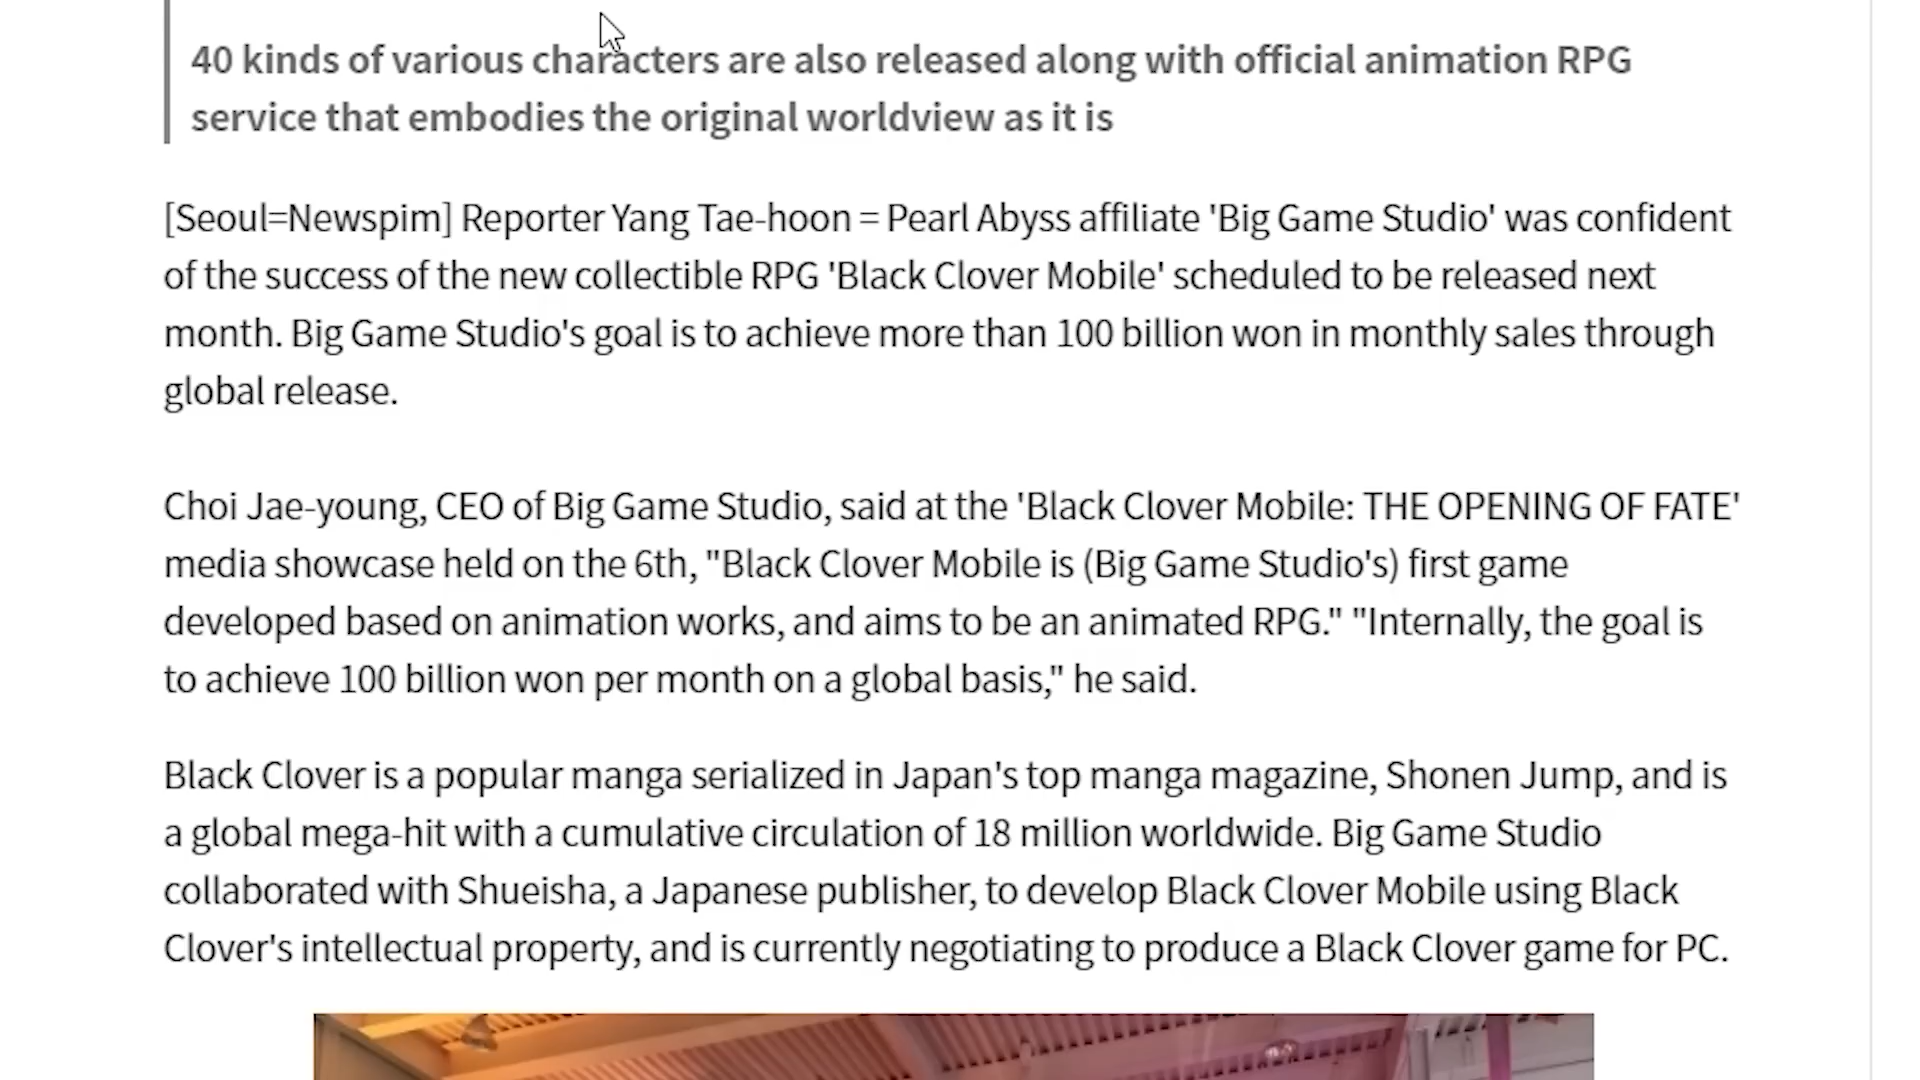 40 kinds of various characters are also released along with official animation RPG
service that embodies the original worldview as it is
[Seoul=Newspim] Reporter Yang Tae-hoon = Pearl Abyss affiliate 'Big Game Studio' was confident
of the success of the new collectible RPG 'Black Clover Mobile' scheduled to be released next
month. Big Game Studio's goal is to achieve more than 100 billion won in monthly sales through
global release.
Choi Jae-young, CEO of Big Game Studio, said at the 'Black Clover Mobile: THE OPENING OF FATE'
media showcase held on the 6th, "Black Clover Mobile is (Big Game Studio's) first game
developed based on animation works, and aims to be an animated RPG." "Internally, the goal is
to achieve 100 billion won per month on a global basis," he said.
Black Clover is a popular manga serialized in Japan's top manga magazine, Shonen Jump, and is
a global mega-hit with a cumulative circulation of 18 million worldwide. Big Game Studio
collaborated with Shueisha, a Japanese publisher, to develop Black Clover Mobile using Black
Clover's intellectual property, and is currently negotiating to produce a Black Clover game for PC.